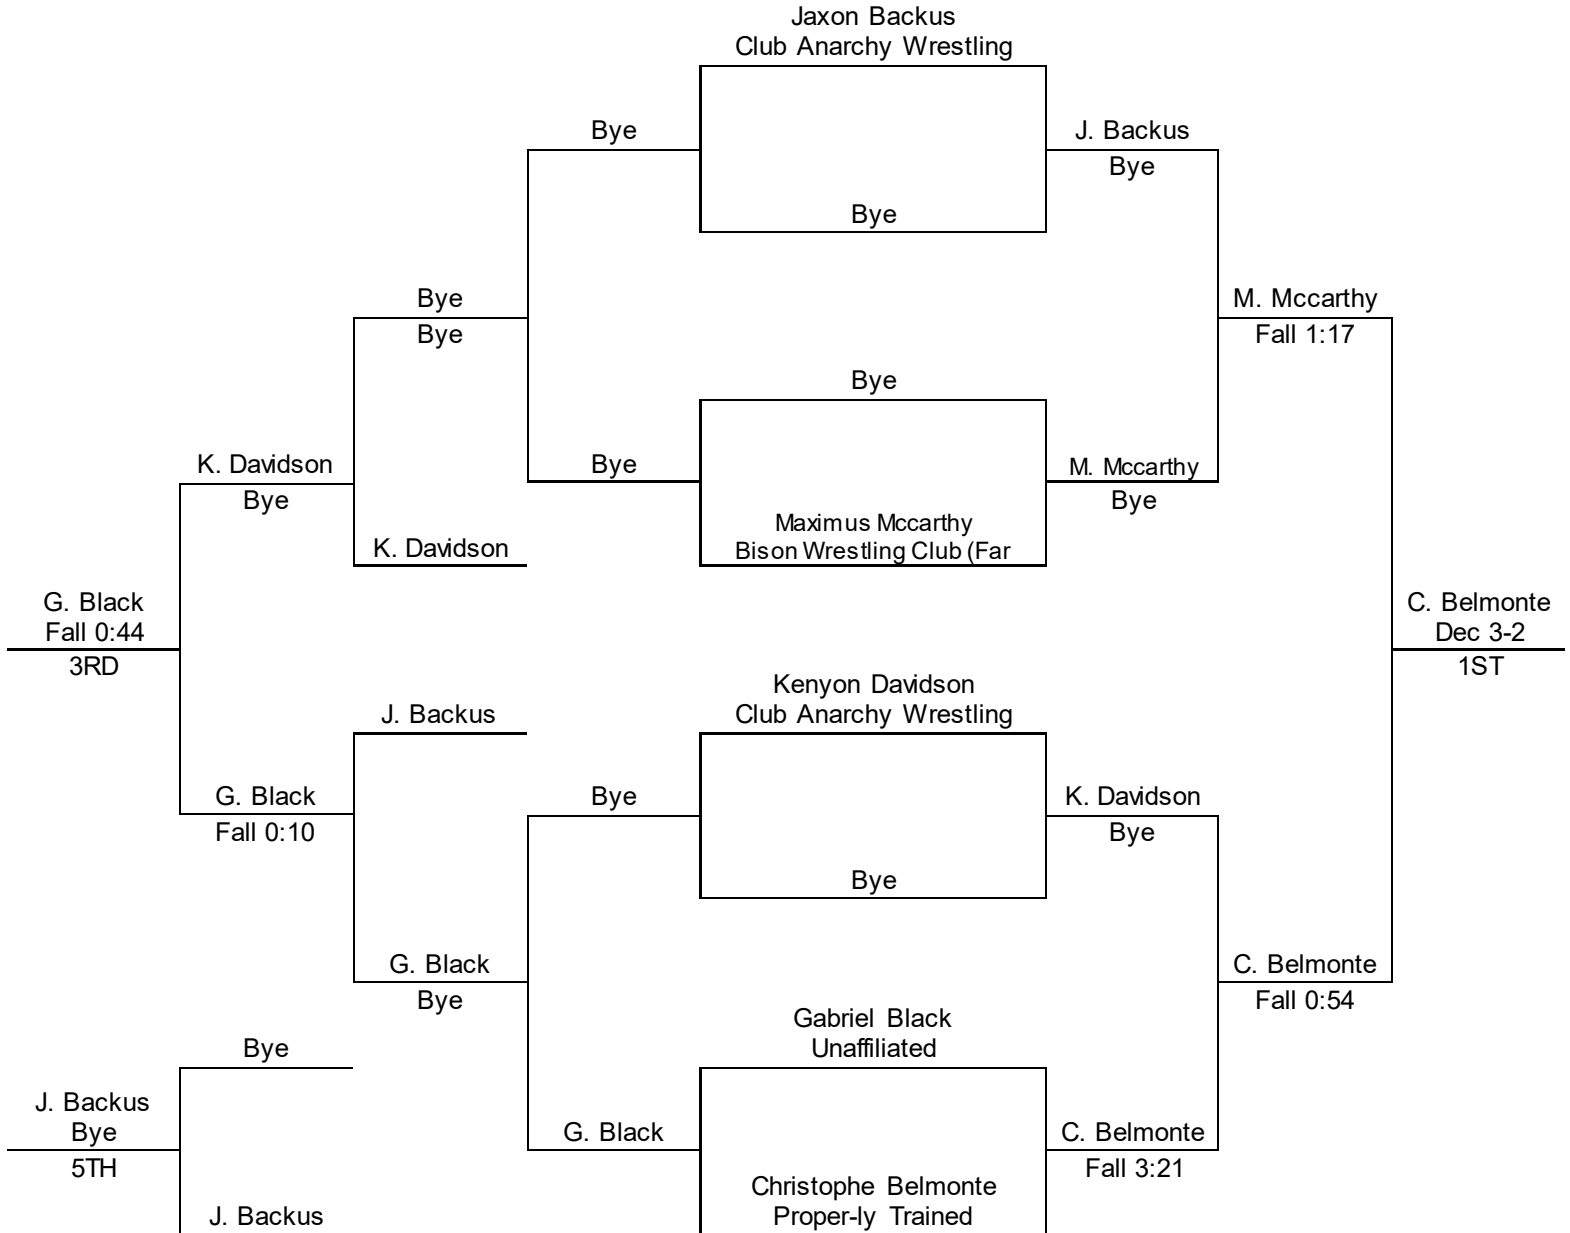 Jaxon Backus
Club Anarchy Wrestling
Bye
J. Backus
Bye
Bye
Bye
M. Mccarthy
Bye
Fall 1:17
Bye
K. Davidson
Bye
M. Mccarthy
Bye
Bye
Maximus Mccarthy
K. Davidson
Bison Wrestling Club (Far
G. Black
C. Belmonte
Fall 0:44
Dec 3-2
3RD
1ST
Kenyon Davidson
J. Backus
Club Anarchy Wrestling
G. Black
Bye
K. Davidson
Fall 0:10
Bye
Bye
G. Black
C. Belmonte
Bye
Fall 0:54
Gabriel Black
Bye
Unaffiliated
J. Backus
Bye
G. Black
C. Belmonte
5TH
Fall 3:21
Christophe Belmonte
J. Backus
Proper-ly Trained